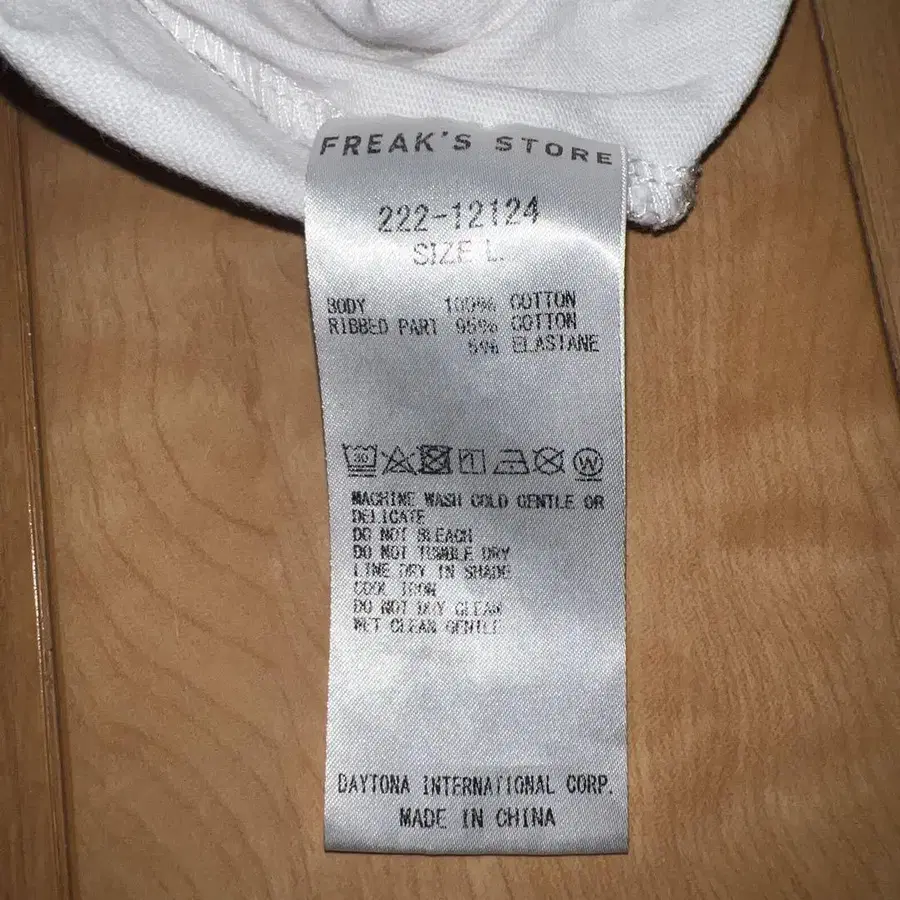 FREAK'S STORE
222-12124
SIZE L.
BODY 100% COTTON
RIBBED PART 95% COTTON
5% ELASTANE
30
MACHINE WASH COLD GENTLE OR
DELICATE
DO NOT BLEACH
DO NOT TUMBLE DRY
LINE DRY IN SHADE
COOL IRON
DO NOT DRY CLEAN
WET CLEAN GENTLE
DAYTONA INTERNATIONAL CORP.
MADE IN CHINA